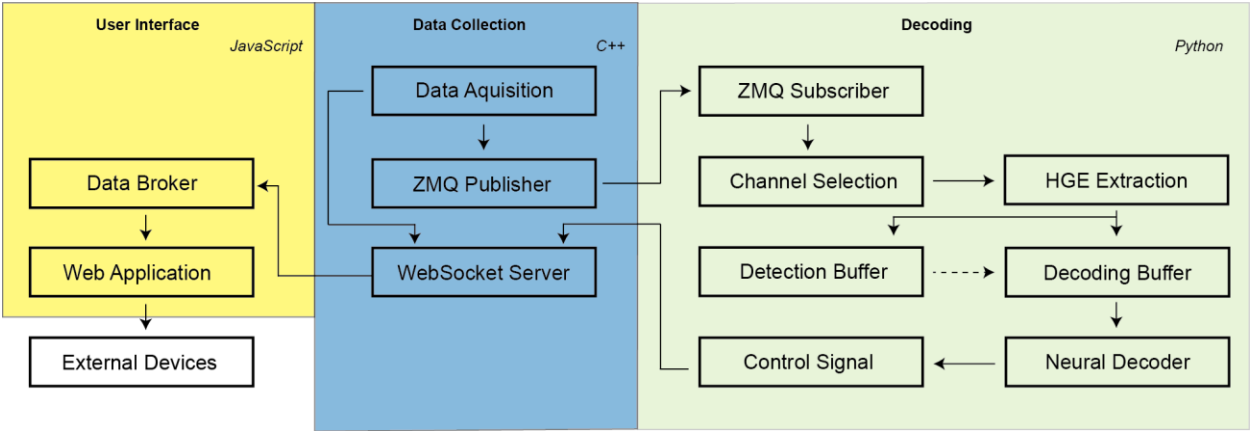 User Interface
JavaScript
Data Broker
Web Application
External Devices
Data Collection
C++
Data Aquisition
ZMQ Publisher
WebSocket Server
Decoding
Python
ZMQ Subscriber
Channel Selection
HGE Extraction
Detection Buffer
Decoding Buffer
Control Signal
Neural Decoder